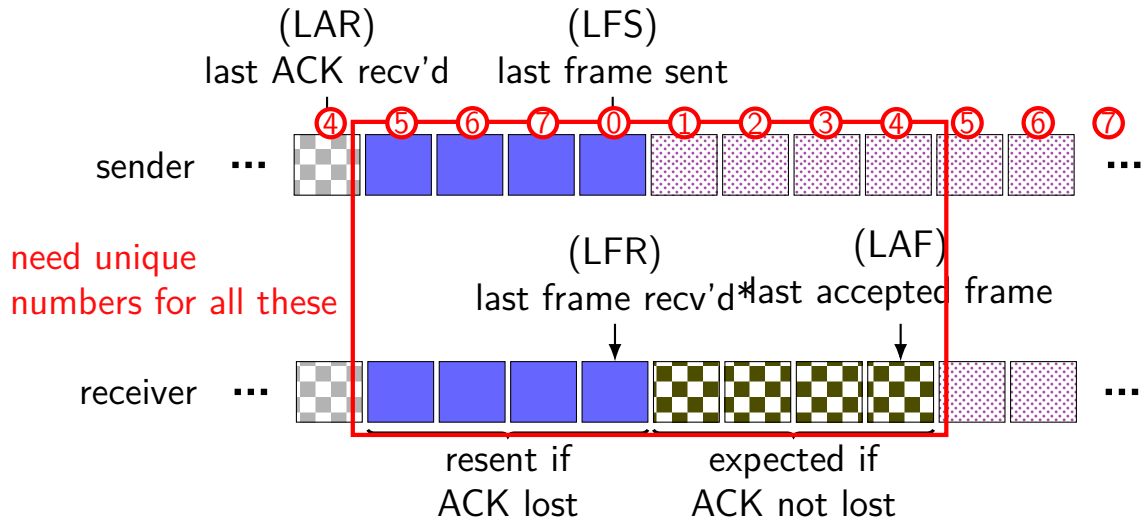 (LAR) (LFS)
last ACK recv'd last frame sent
4 5 6 7 0 1 2 3 4 5 6 7
sender ... ...
(LFR) (LAF)
need unique
numbers for all these
last frame recv'd* last accepted frame
receiver ... ...
resent if expected if
ACK lost ACK not lost